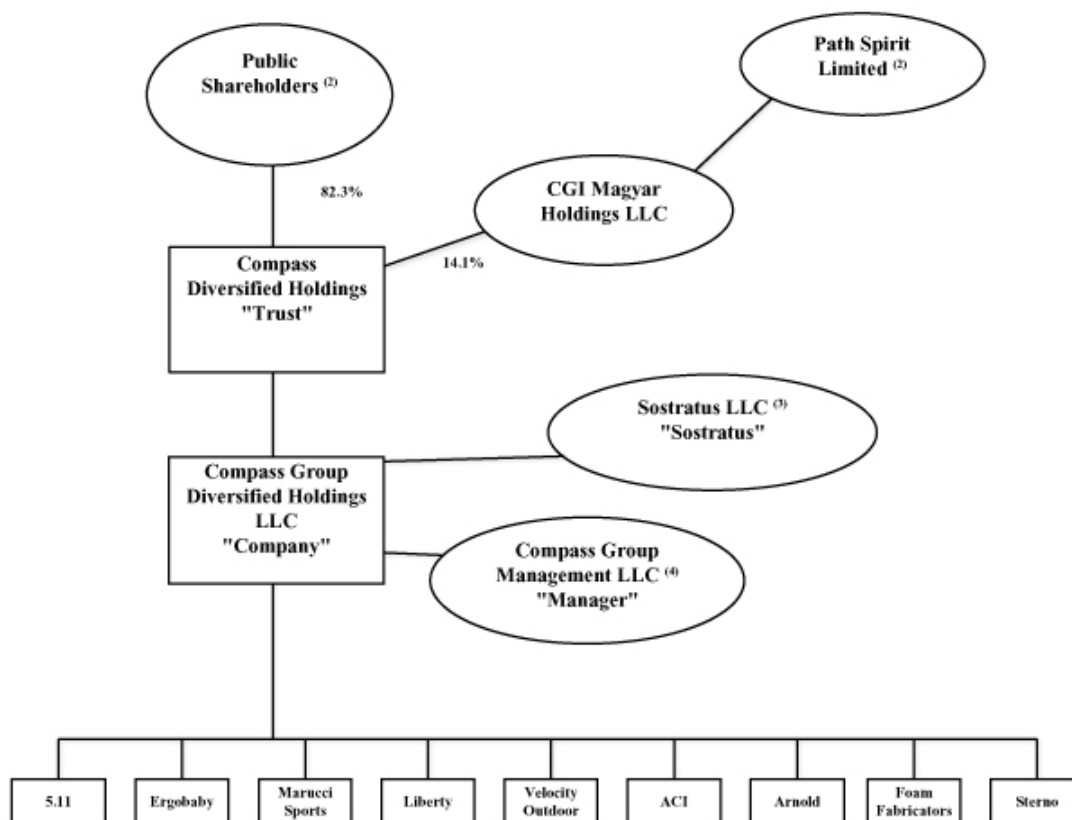 Public
Shareholders (2)
Path Spirit
Limited (2)
82.3%
CGI Magyar
Holdings LLC
14.1%
Compass
Diversified Holdings
"Trust"
Sostratus LLC (3)
"Sostratus"
Compass Group
Diversified Holdings
LLC
"Company"
Compass Group
Management LLC (4)
"Manager"
5.11
Ergobaby
Marucci
Sports
Liberty
Velocity
Outdoor
ACI
Arnold
Foam
Fabricators
Sterno